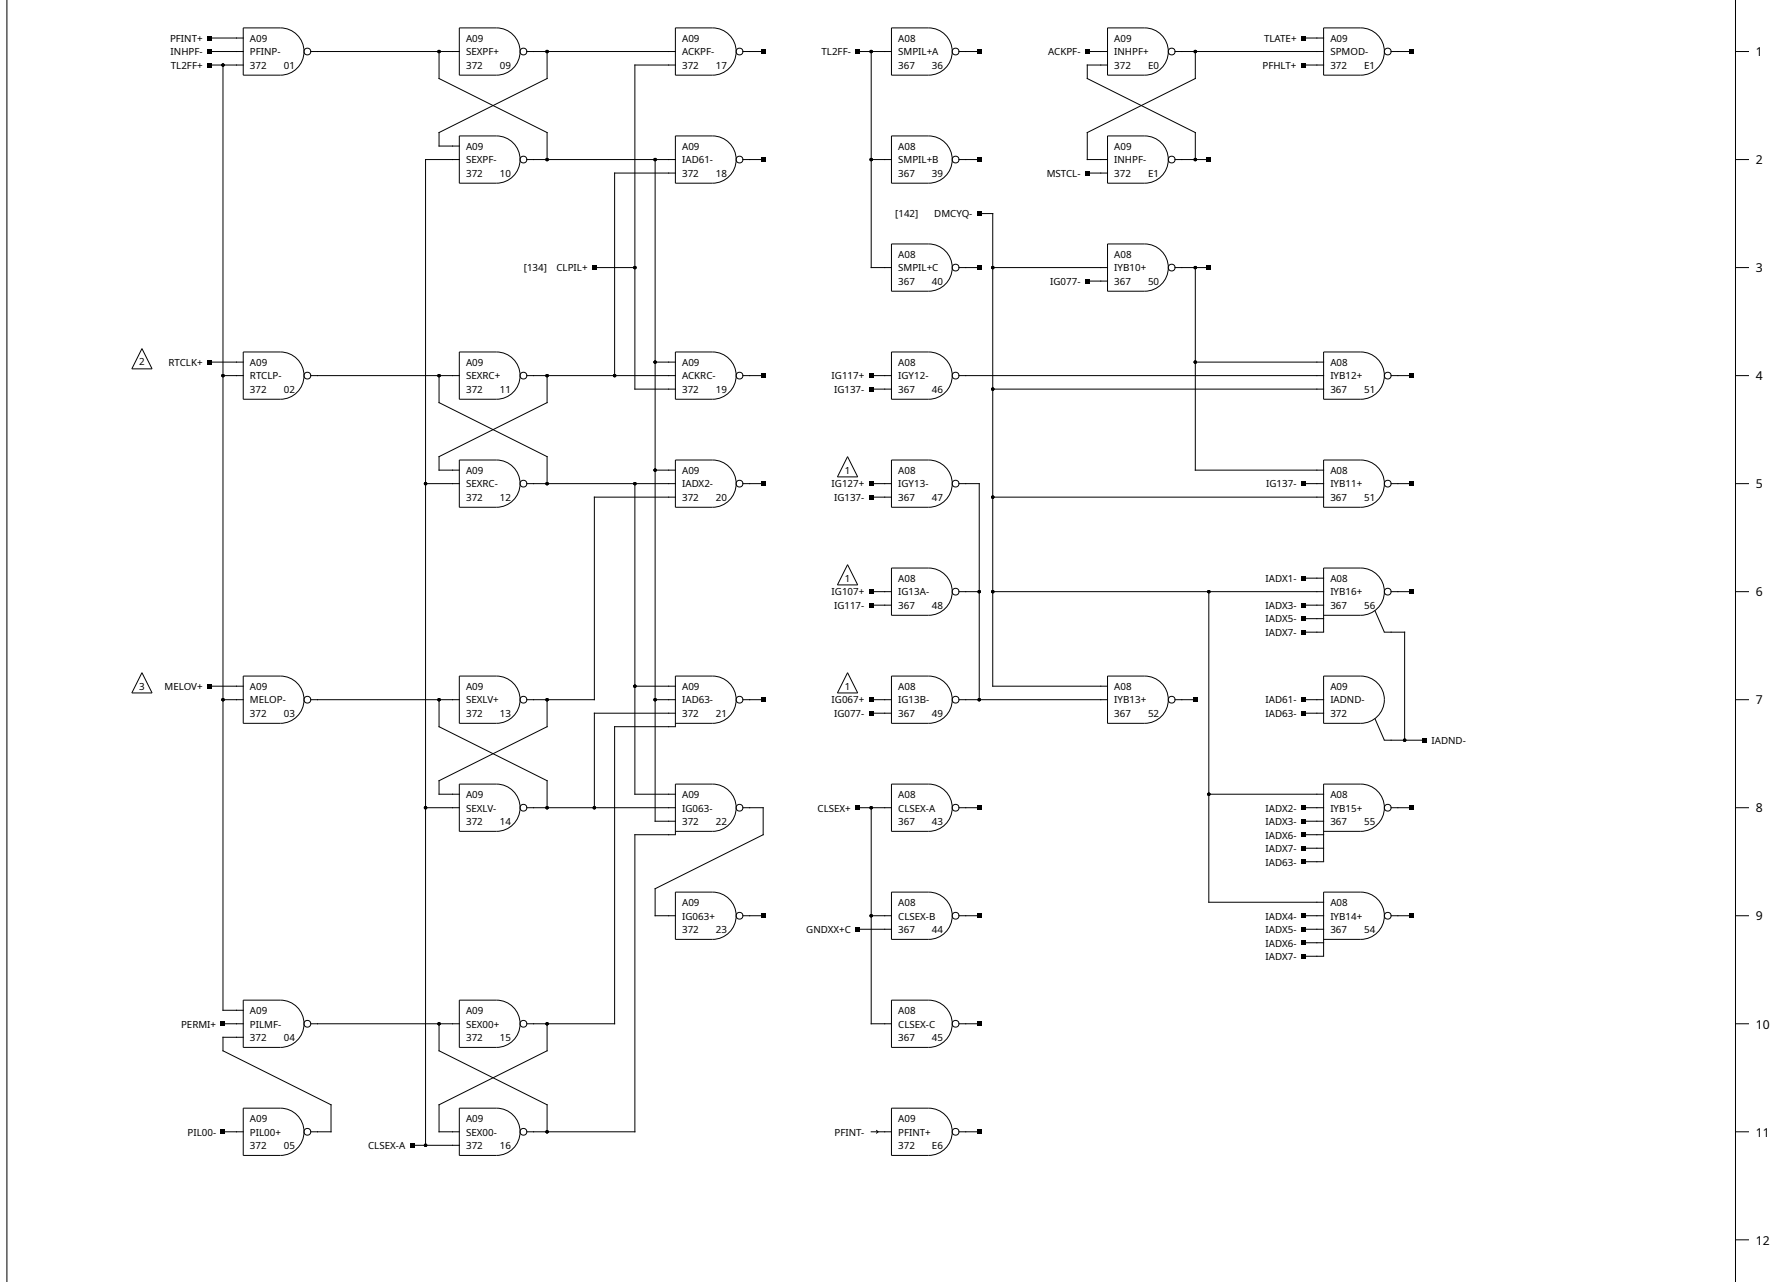 PFINT+
INHPF-
TL2FF+
A09
PFINP-
372 01
A09
SEXPF+
372 09
A09
ACKPF-
372 17
TL2FF-
A08
SMPIL+A
367 36
ACKPF-
A09
INHPF+
372 E0
TLATE+
PFHLT+
A09
SPMOD-
372 E1
1
A09
SEXPF-
372 10
A09
IAD61-
372 18
A08
SMPIL+B
367 39
MSTCL-
A09
INHPF-
372 E1
2
[142] DMCYQ-
[134] CLPIL+
A08
SMPIL+C
367 40
IG077-
A08
IYB10+
367 50
3
2
RTCLK+
A09
RTCLP-
372 02
A09
SEXRC+
372 11
A09
ACKRC-
372 19
IG117+
IG137-
A08
IGY12-
367 46
A08
IYB12+
367 51
4
A09
SEXRC-
372 12
A09
IADX2-
372 20
1
IG127+
IG137-
A08
IGY13-
367 47
IG137-
A08
IYB11+
367 51
5
1
IG107+
IG117-
A08
IG13A-
367 48
IADX1-
IADX3-
IADX5-
IADX7-
A08
IYB16+
367 56
6
3
MELOV+
A09
MELOP-
372 03
A09
SEXLV+
372 13
A09
IAD63-
372 21
1
IG067+
IG077-
A08
IG13B-
367 49
A08
IYB13+
367 52
IAD61-
IAD63-
A09
IADND-
372
7
IADND-
A09
SEXLV-
372 14
A09
IG063-
372 22
CLSEX+
A08
CLSEX-A
367 43
IADX2-
IADX3-
IADX6-
IADX7-
IAD63-
A08
IYB15+
367 55
8
A09
IG063+
372 23
GNDXX+C
A08
CLSEX-B
367 44
IADX4-
IADX5-
IADX6-
IADX7-
A08
IYB14+
367 54
9
PERMI+
A09
PILMF-
372 04
A09
SEX00+
372 15
A08
CLSEX-C
367 45
10
PIL00-
A09
PIL00+
372 05
CLSEX-A
A09
SEX00-
372 16
PFINT-
A09
PFINT+
372 E6
11
12